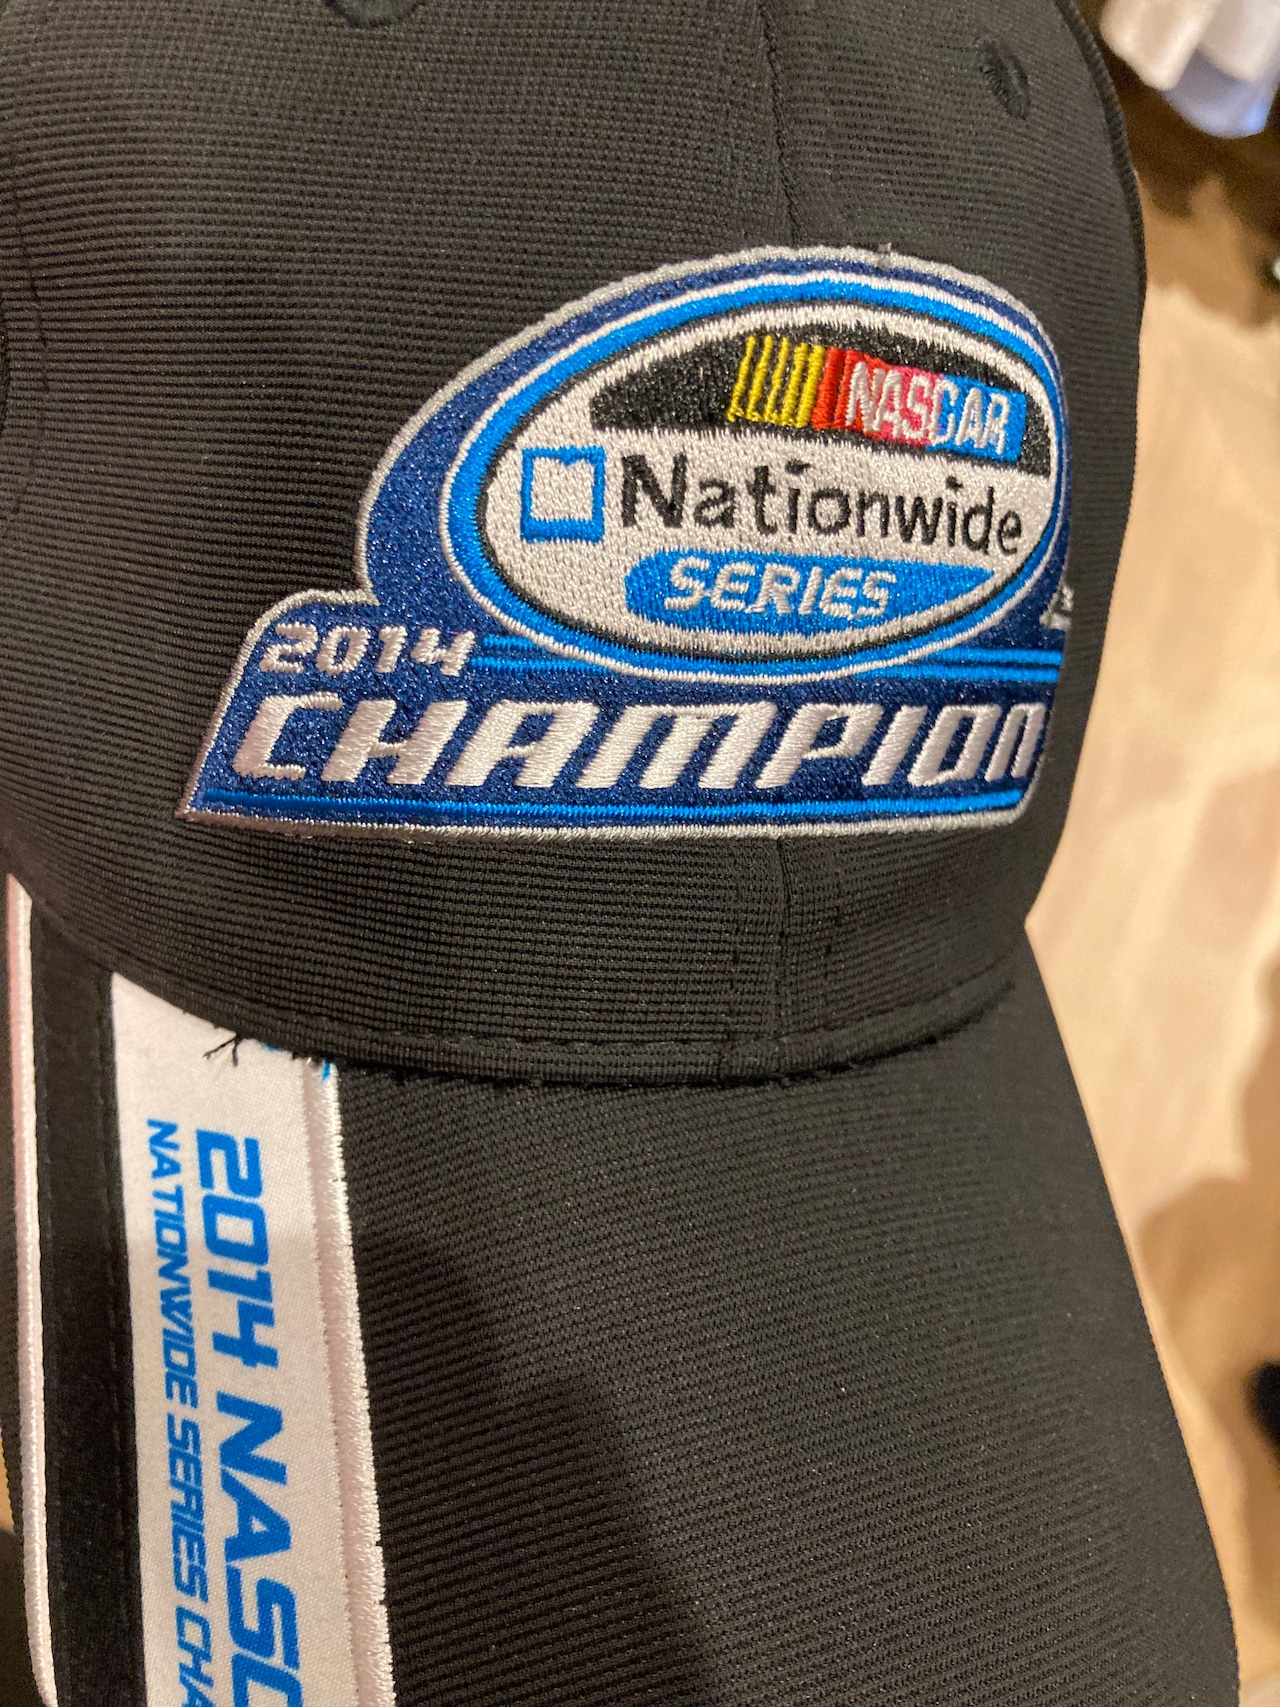 NASCAR
Nationwide
SERIES
2014
CHAMPION
2014 NASC
NATIONWIDE SERIES CHA